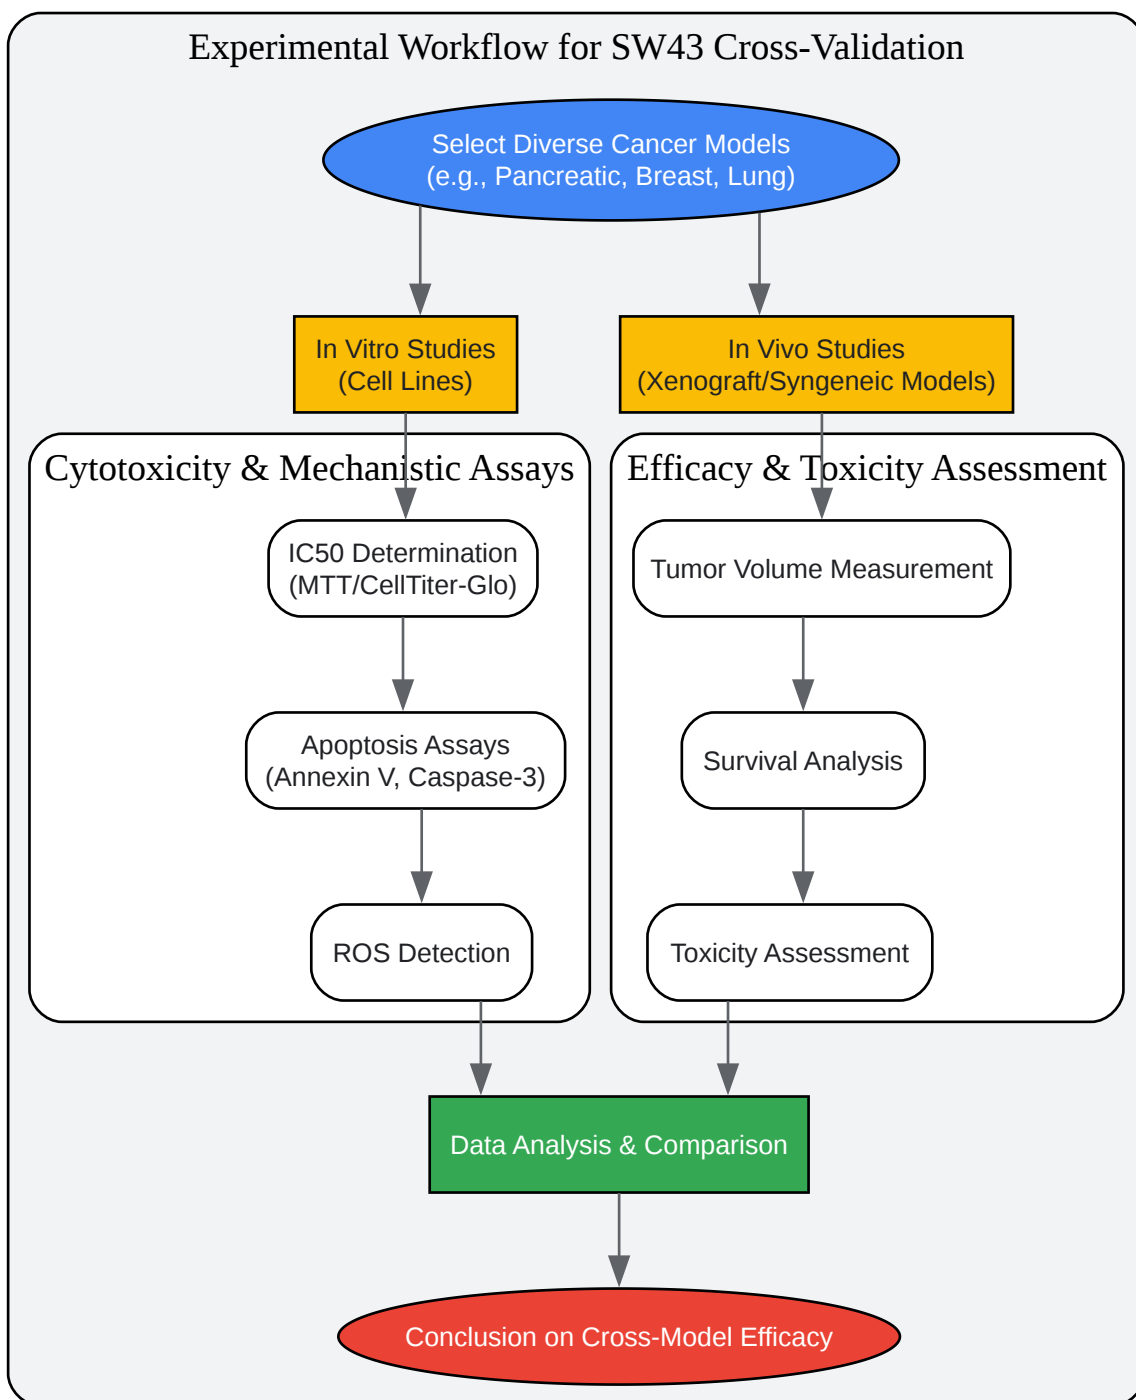 Experimental Workflow for SW43 Cross-Validation
Select Diverse Cancer Models
(e.g., Pancreatic, Breast, Lung)
In Vitro Studies
(Cell Lines)
In Vivo Studies
(Xenograft/Syngeneic Models)
Cytotoxicity & Mechanistic Assays
IC50 Determination
(MTT/CellTiter-Glo)
Apoptosis Assays
(Annexin V, Caspase-3)
ROS Detection
Efficacy & Toxicity Assessment
Tumor Volume Measurement
Survival Analysis
Toxicity Assessment
Data Analysis & Comparison
Conclusion on Cross-Model Efficacy